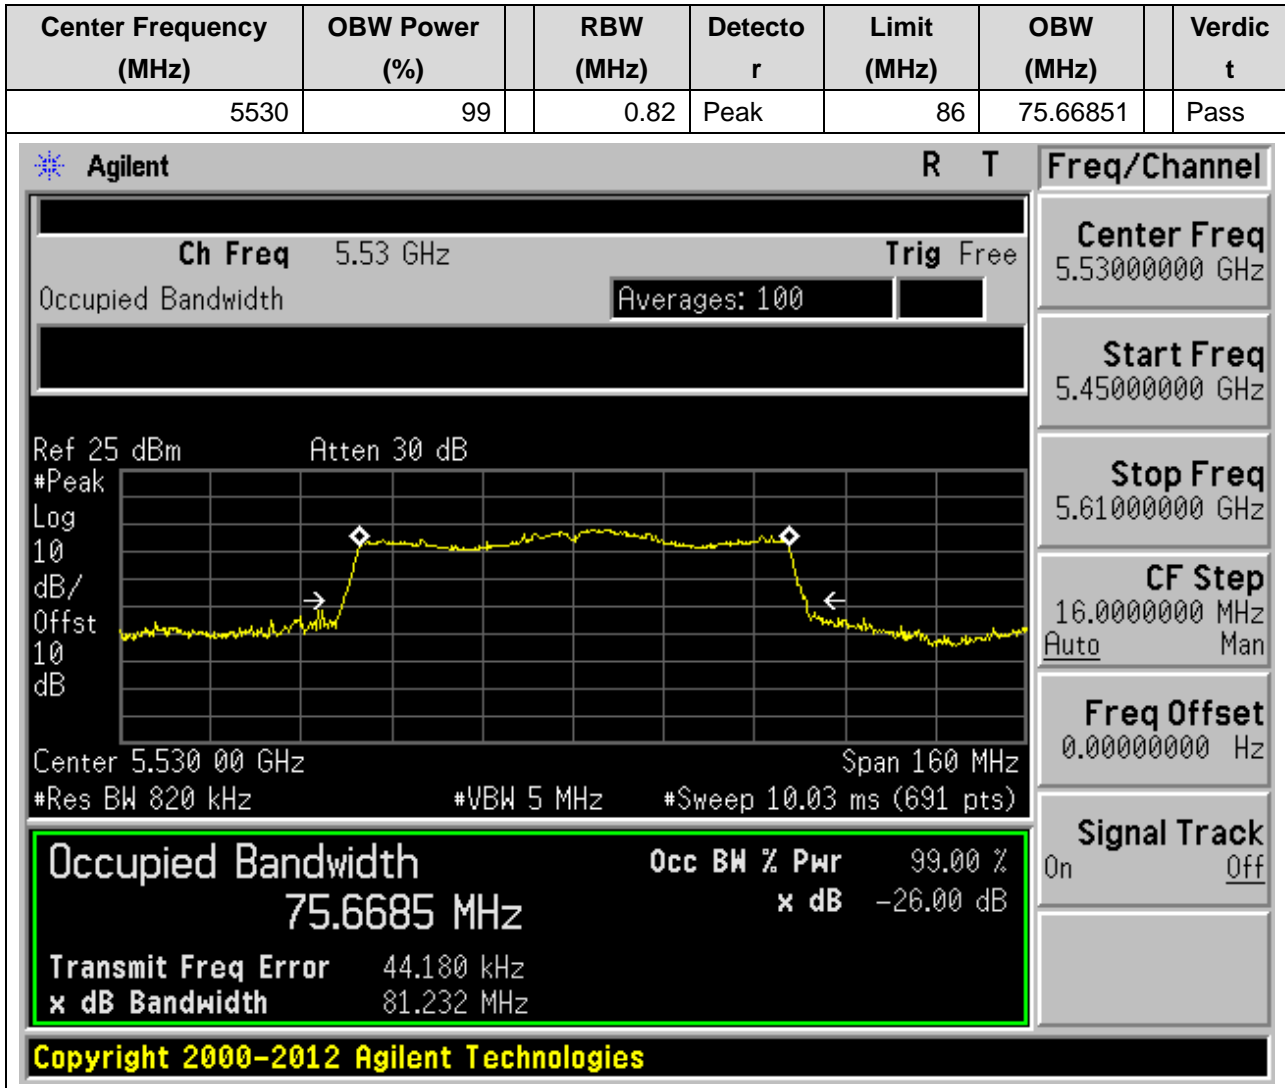 Center Frequency (MHz) OBW Power (%) RBW (MHz) Detecto r Limit (MHz) OBW (MHz) Verdic t
5530 99 0.82 Peak 86 75.66851 Pass
Agilent R T Freq/Channel
Ch Freq 5.53 GHz Trig Free
Occupied Bandwidth Averages: 100
Center Freq
5.53000000 GHz
Start Freq
5.45000000 GHz
Stop Freq
5.61000000 GHz
CF Step
16.0000000 MHz
Auto Man
Freq Offset
0.00000000 Hz
Signal Track
On Off
Ref 25 dBm Atten 30 dB
#Peak
Log
10
dB/
Offst
10
dB
Center 5.530 00 GHz Span 160 MHz
#Res BW 820 kHz #VBW 5 MHz #Sweep 10.03 ms (691 pts)
Occupied Bandwidth Occ BW % Pwr 99.00 %
75.6685 MHz x dB -26.00 dB
Transmit Freq Error 44.180 kHz
x dB Bandwidth 81.232 MHz
Copyright 2000-2012 Agilent Technologies